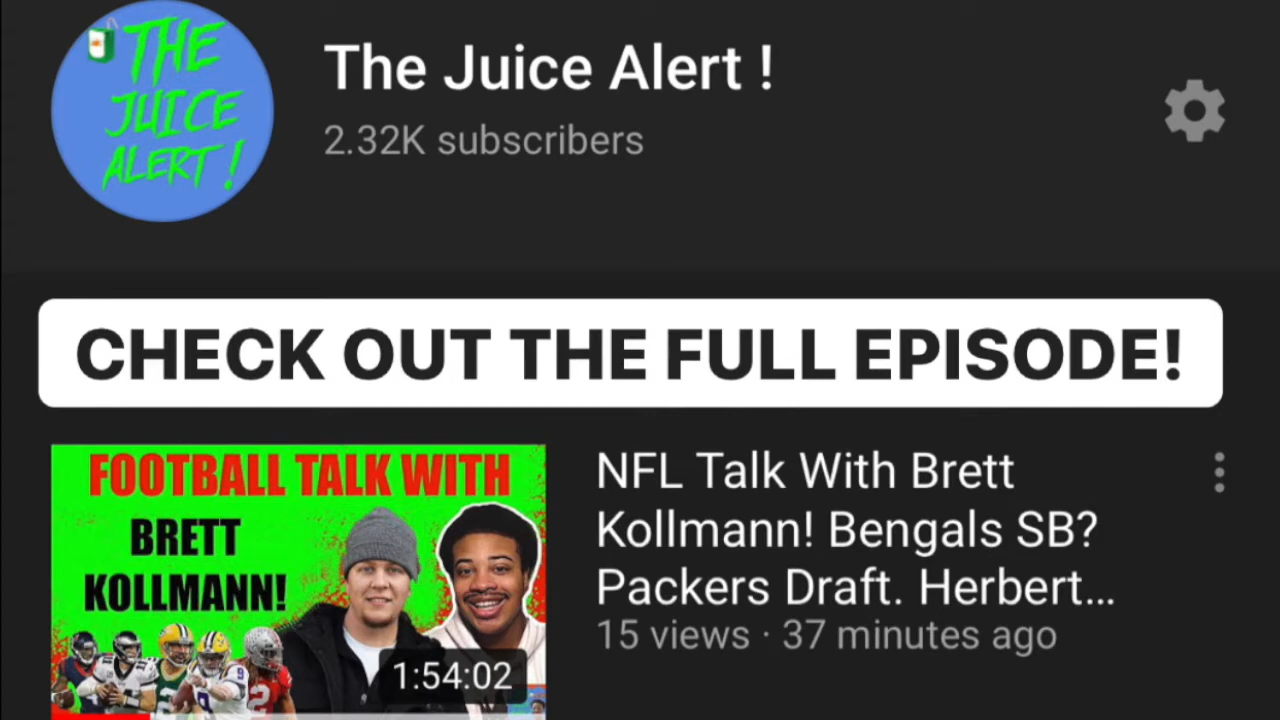 THE
JUICE
ALERT!
The Juice Alert !
2.32K subscribers
CHECK OUT THE FULL EPISODE!
FOOTBALL TALK WITH
BRETT
KOLLMANN!
1:54:02
NFL Talk With Brett
Kollmann! Bengals SB?
Packers Draft. Herbert...
15 views · 37 minutes ago